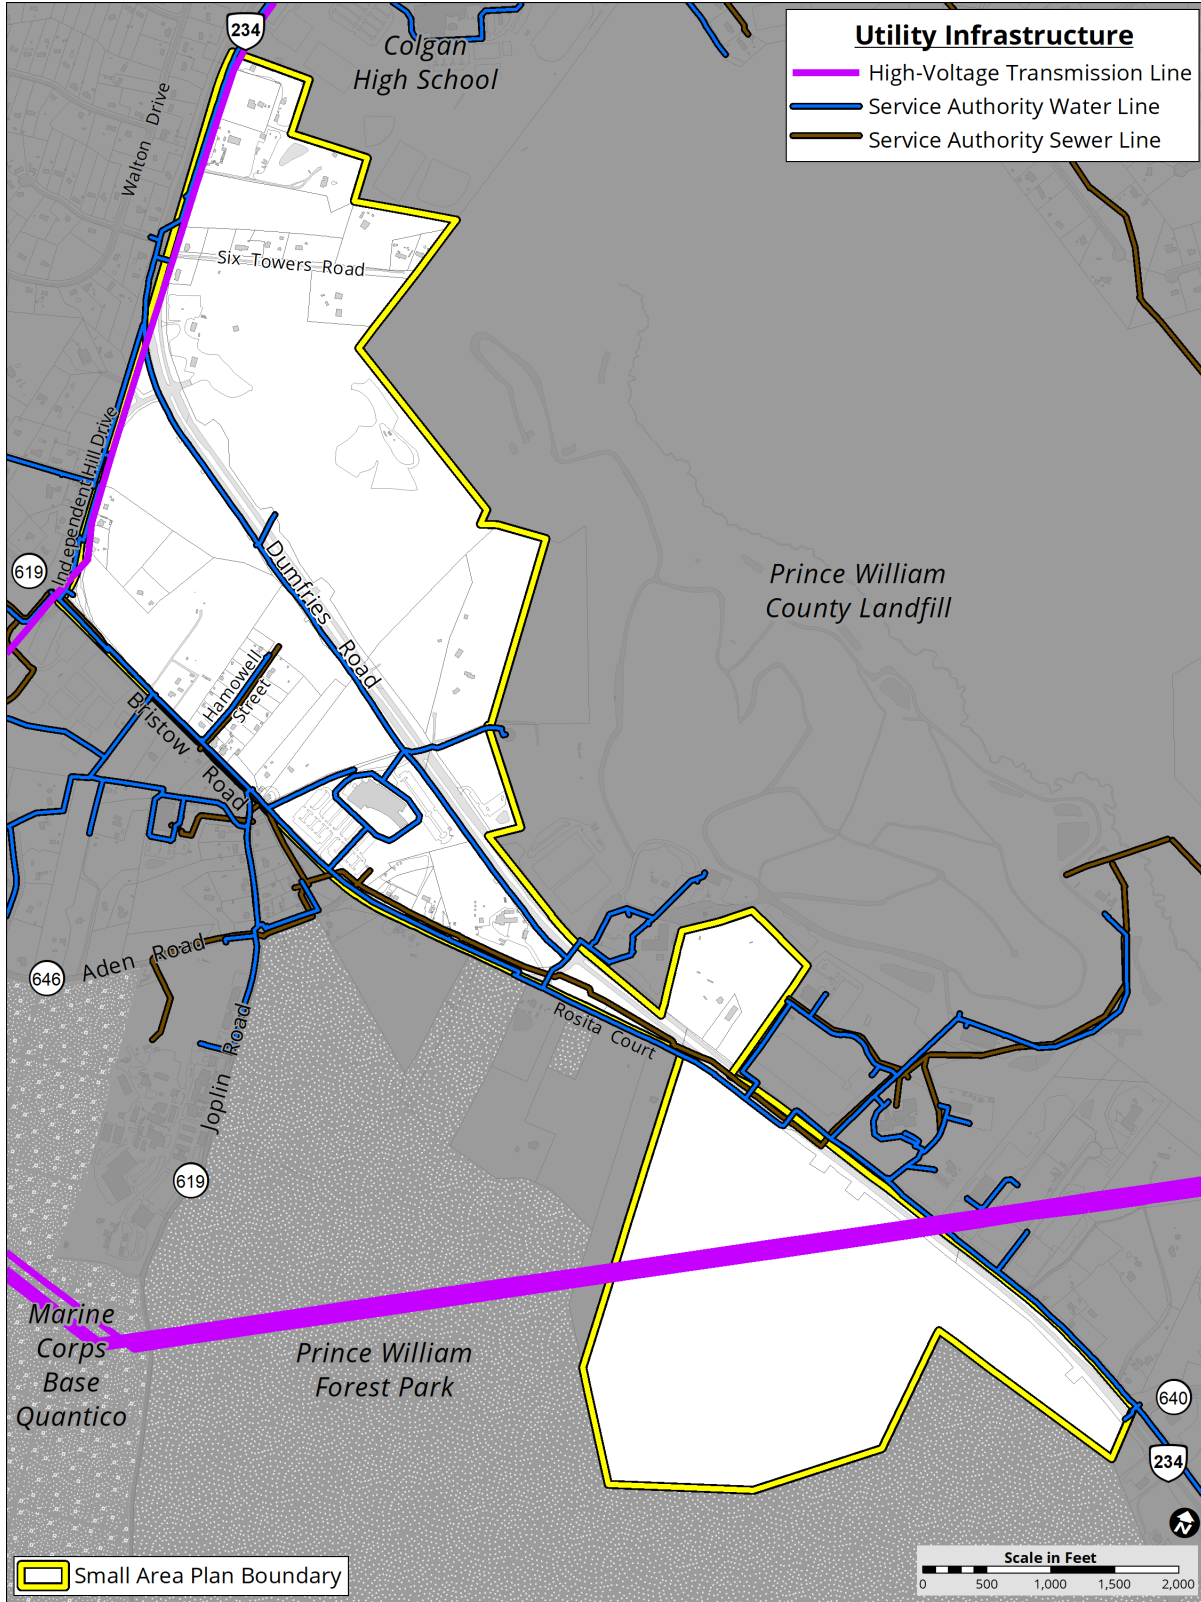 234
Colgan
High School
Utility Infrastructure
High-Voltage Transmission Line
Service Authority Water Line
Service Authority Sewer Line
Walton Drive
Six Towers Road
Independent Hill Drive
619
Dumfries Road
Prince William
County Landfill
Hamowell
Street
Bristow Road
Aden Road
646
Rosita Court
Joplin Road
619
Marine
Corps
Base
Quantico
Prince William
Forest Park
640
234
N
Small Area Plan Boundary
Scale in Feet
0 500 1,000 1,500 2,000